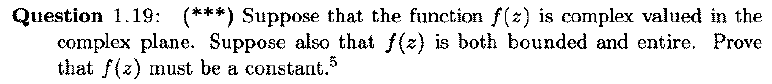 Question 1.19: (***) Suppose that the function f(z) is complex valued in the
complex plane. Suppose also that f(z) is both bounded and entire. Prove
that f(z) must be a constant.⁵